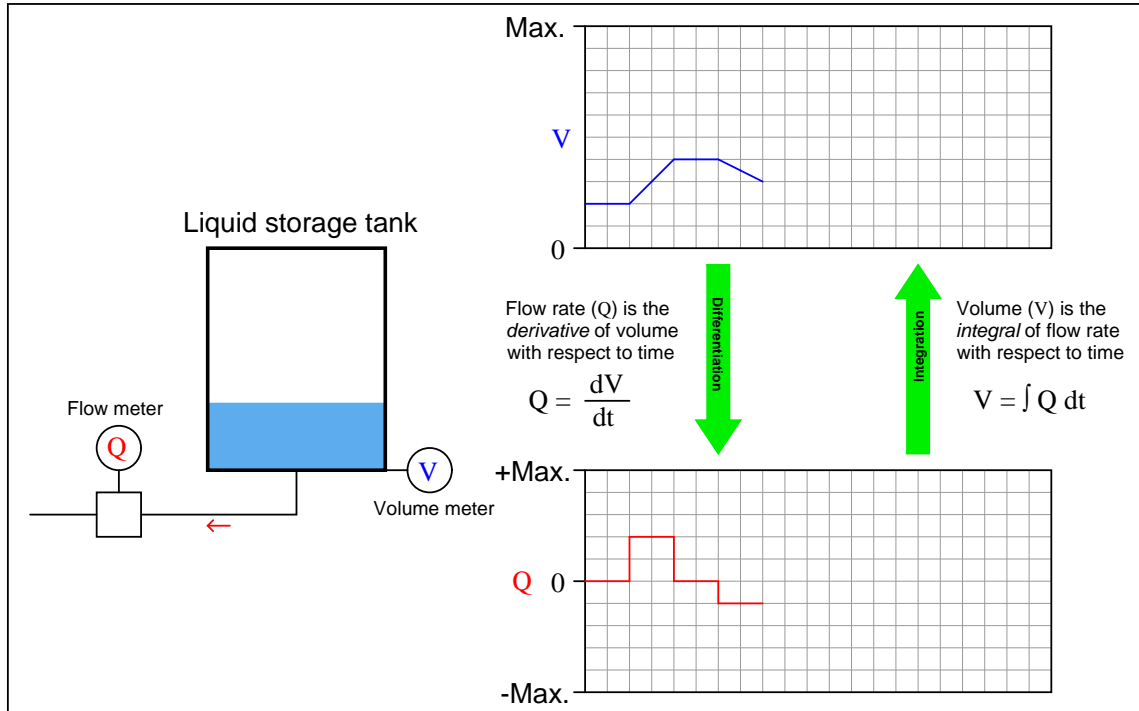 Max.
V
0
Liquid storage tank
Flow meter
Q
V
Volume meter
Flow rate (Q) is the
derivative of volume
with respect to time
Q = dV/dt
Differentiation
Integration
Volume (V) is the
integral of flow rate
with respect to time
V = ∫ Q dt
+Max.
Q 0
-Max.